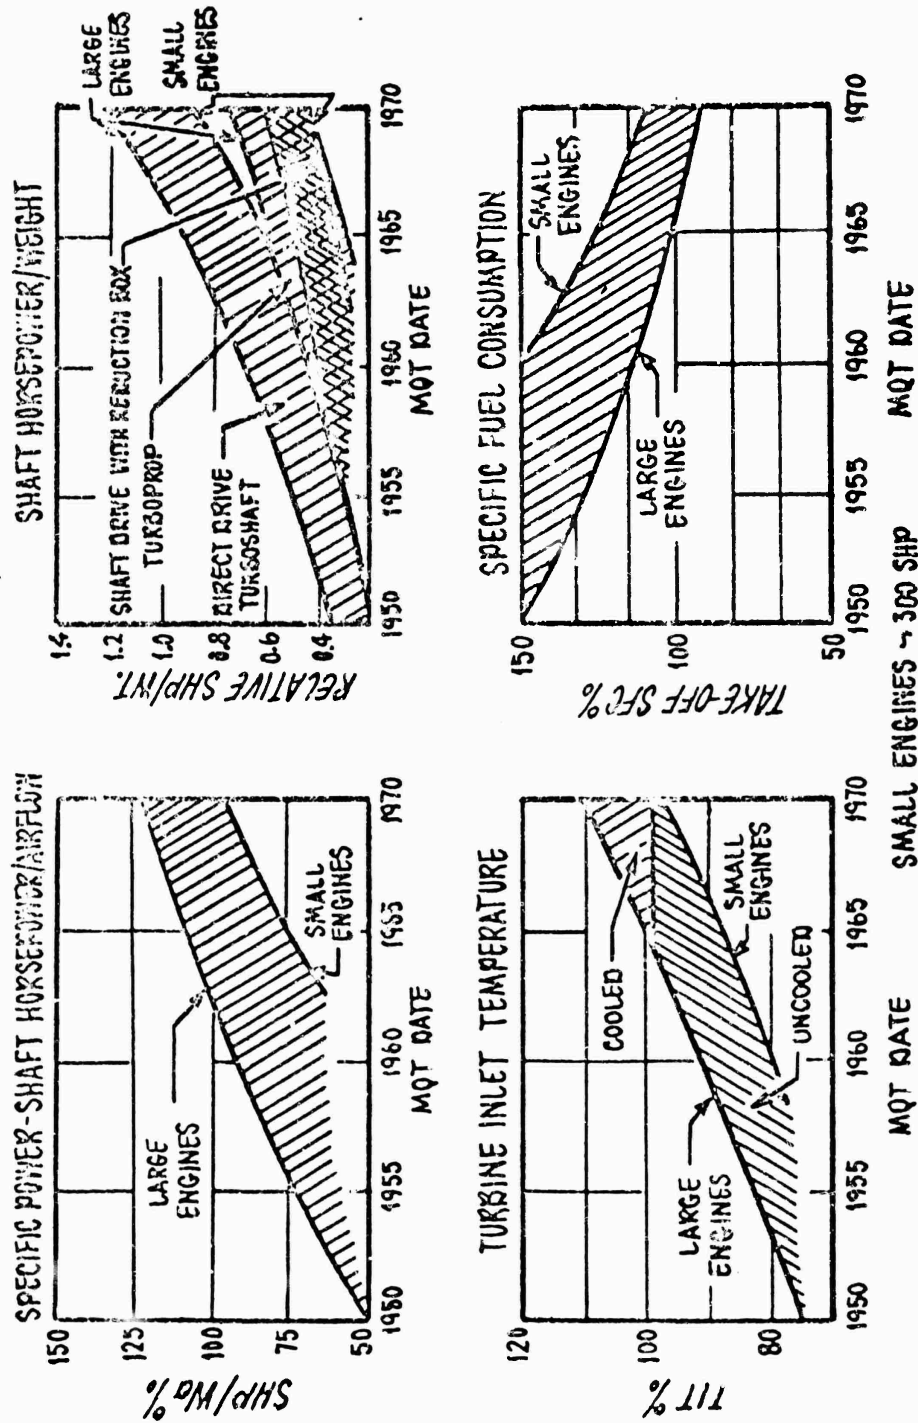 SPECIFIC POWER-SHAFT HORSEPOWER/AIRFLOW
150
125
100
75
50
SHP/Wa %
LARGE
ENGINES
SMALL
ENGINES
1950
1955
1960
1965
1970
MQT DATE
SHAFT HORSEPOWER/WEIGHT
1.4
1.2
1.0
0.8
0.6
0.4
RELATIVE SHP/WT.
SHAFT DRIVE WITH REDUCTION BOX
TURBOPROP
DIRECT DRIVE
TURBOSHAFT
LARGE
ENGINES
SMALL
ENGINES
1950
1955
1960
1965
1970
MQT DATE
TURBINE INLET TEMPERATURE
120
100
80
TIT %
COOLED
LARGE
ENGINES
SMALL
ENGINES
UNCOOLED
1950
1955
1960
1965
1970
MQT DATE
SPECIFIC FUEL CONSUMPTION
150
100
50
TAKE-OFF SFC %
SMALL
ENGINES
LARGE
ENGINES
1950
1955
1960
1965
1970
MQT DATE
SMALL ENGINES ~ 300 SHP